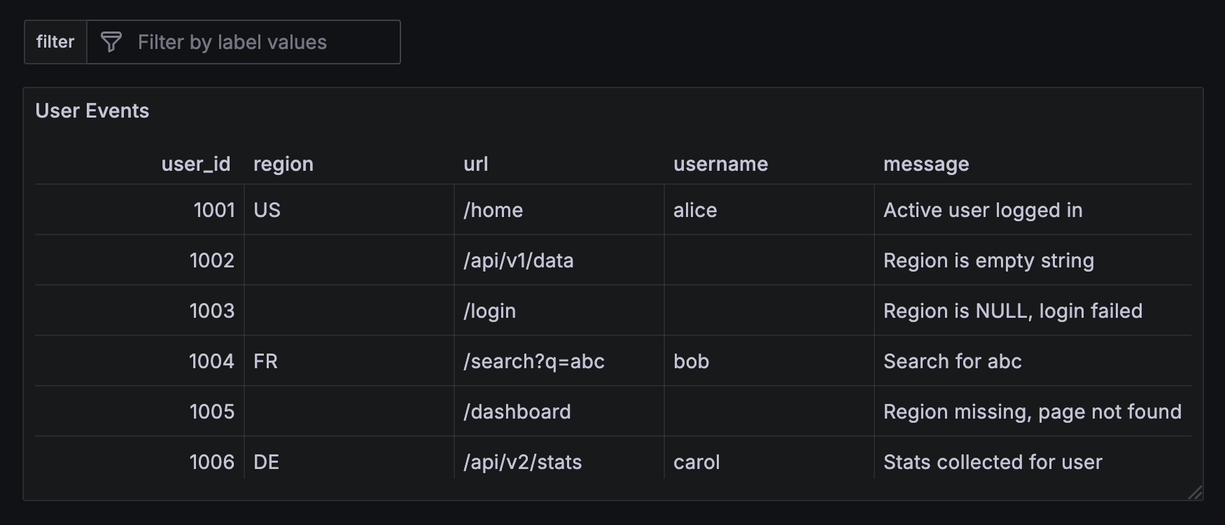 filter Filter by label values
User Events
user_id region url username message
1001 US /home alice Active user logged in
1002 /api/v1/data Region is empty string
1003 /login Region is NULL, login failed
1004 FR /search?q=abc bob Search for abc
1005 /dashboard Region missing, page not found
1006 DE /api/v2/stats carol Stats collected for user